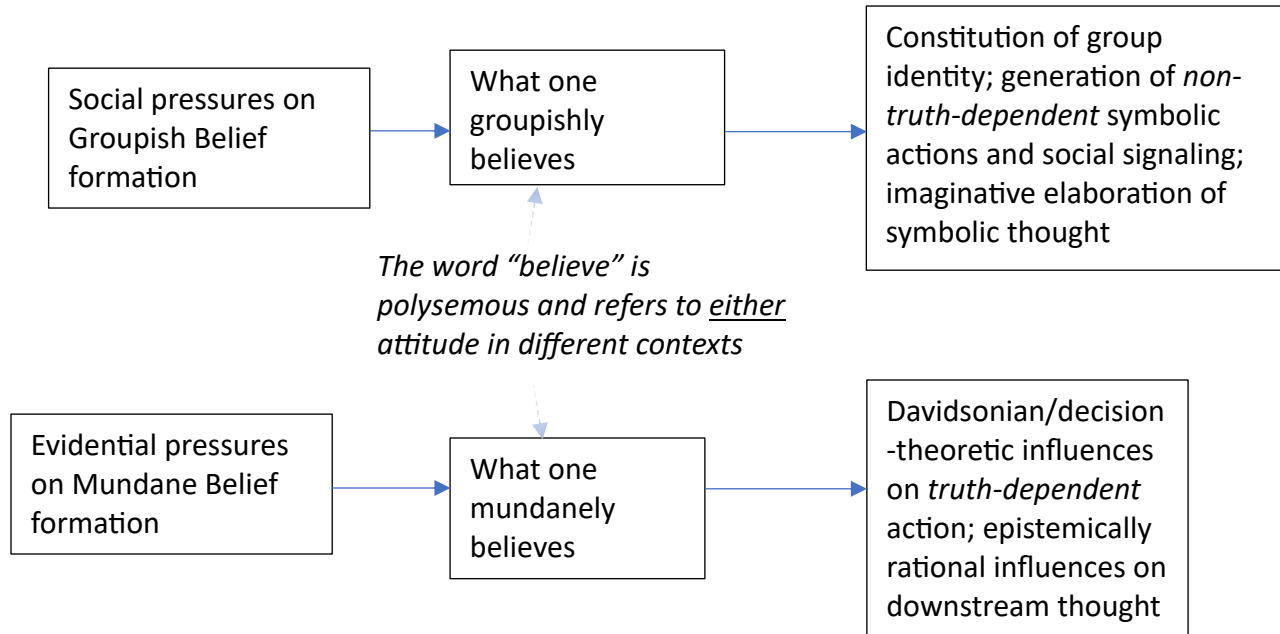 Social pressures on
Groupish Belief
formation
What one
groupishly
believes
Constitution of group
identity; generation of non-
truth-dependent symbolic
actions and social signaling;
imaginative elaboration of
symbolic thought
The word “believe” is
polysemous and refers to either
attitude in different contexts
Evidential pressures
on Mundane Belief
formation
What one
mundanely
believes
Davidsonian/decision
-theoretic influences
on truth-dependent
action; epistemically
rational influences on
downstream thought